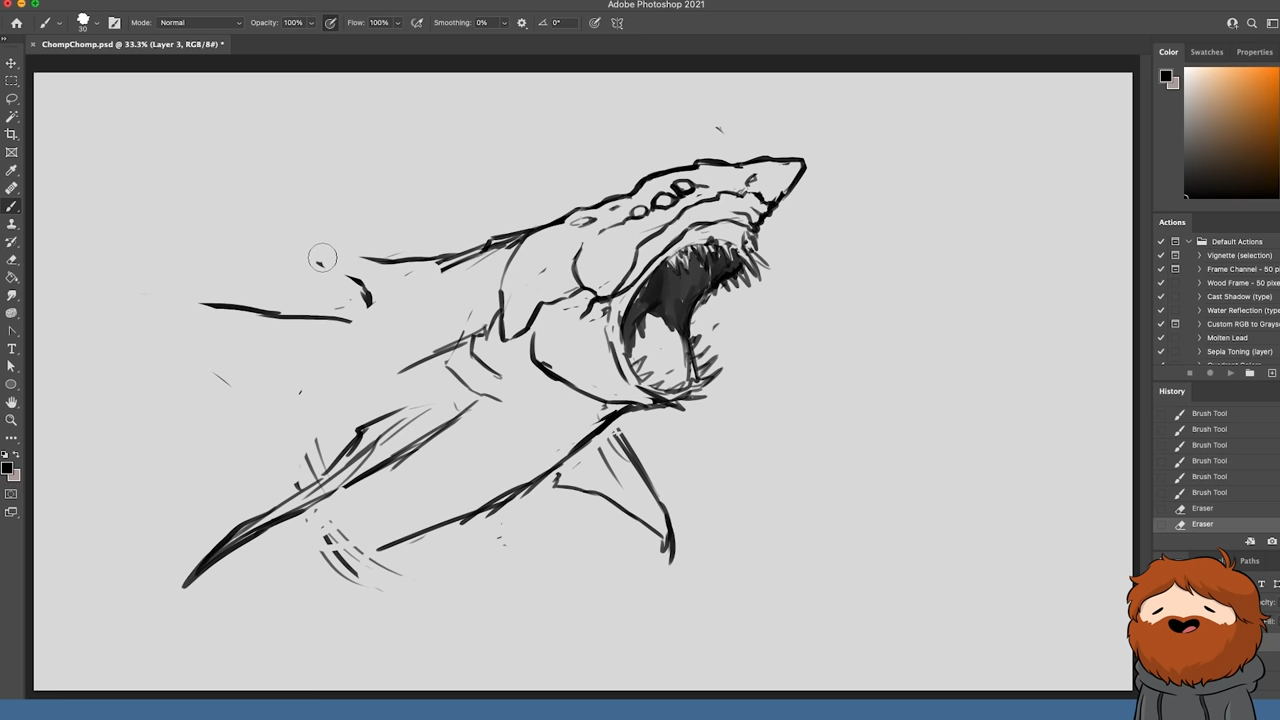 Adobe Photoshop 2021
30
Mode: Normal
Opacity: 100%
Flow: 100%
Smoothing: 0%
0°
ChompChomp.psd @ 33.3% (Layer 3, RGB/8#) *
Color
Swatches
Properties
Actions
Default Actions
Vignette (selection)
Frame Channel - 50 pix
Wood Frame - 50 pixel
Cast Shadow (type)
Water Reflection (type
Custom RGB to Graysc
Molten Lead
Sepia Toning (layer)
History
Brush Tool
Brush Tool
Brush Tool
Brush Tool
Brush Tool
Brush Tool
Eraser
Eraser
Paths